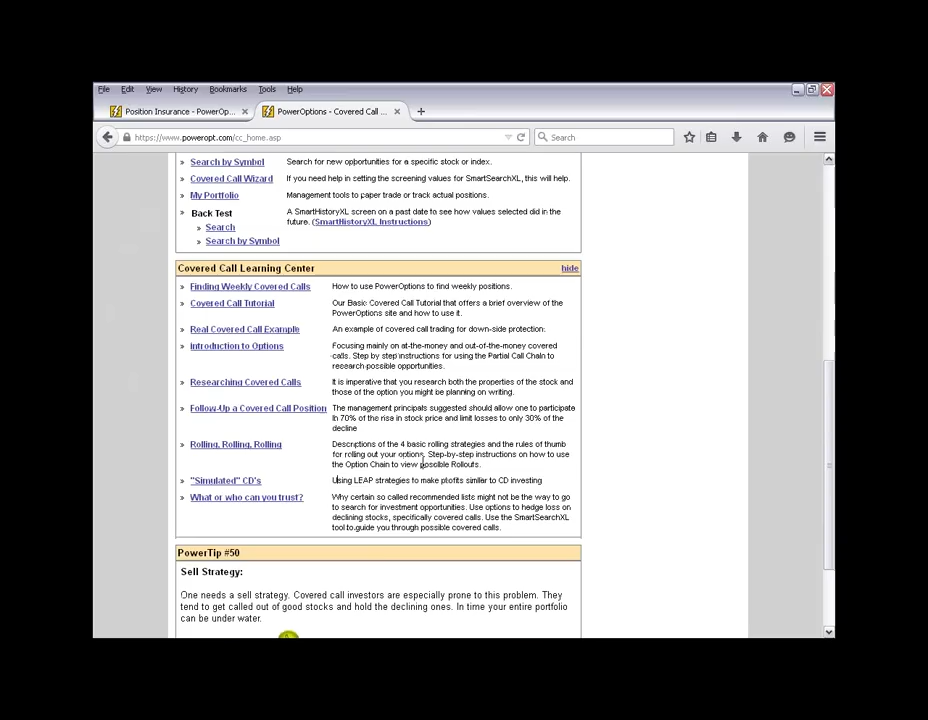 File Edit View History Bookmarks Tools Help
Position Insurance - PowerOp... × PowerOptions - Covered Call ... × +
https://www.poweropt.com/cc_home.asp Search
» Search by Symbol Search for new opportunities for a specific stock or index.
» Covered Call Wizard If you need help in setting the screening values for SmartSearchXL, this will help.
» My Portfolio Management tools to paper trade or track actual positions.
» Back Test A SmartHistoryXL screen on a past date to see how values selected did in the
future. (SmartHistoryXL Instructions)
» Search
» Search by Symbol
Covered Call Learning Center hide
» Finding Weekly Covered Calls How to use PowerOptions to find weekly positions.
» Covered Call Tutorial Our Basic Covered Call Tutorial that offers a brief overview of the
PowerOptions site and how to use it.
» Real Covered Call Example An example of covered call trading for down-side protection.
» Introduction to Options Focusing mainly on at-the-money and out-of-the-money covered
calls. Step by step instructions for using the Partial Call Chain to
research possible opportunities.
» Researching Covered Calls It is imperative that you research both the properties of the stock and
those of the option you might be planning on writing.
» Follow-Up a Covered Call Position The management principals suggested should allow one to participate
in 70% of the rise in stock price and limit losses to only 30% of the
decline
» Rolling, Rolling, Rolling Descriptions of the 4 basic rolling strategies and the rules of thumb
for rolling out your options. Step-by-step instructions on how to use
the Option Chain to view possible Rollouts.
» "Simulated" CD's Using LEAP strategies to make profits similar to CD investing
» What or who can you trust? Why certain so called recommended lists might not be the way to go
to search for investment opportunities. Use options to hedge loss on
declining stocks, specifically covered calls. Use the SmartSearchXL
tool to guide you through possible covered calls.
PowerTip #50
Sell Strategy:
One needs a sell strategy. Covered call investors are especially prone to this problem. They
tend to get called out of good stocks and hold the declining ones. In time your entire portfolio
can be under water.